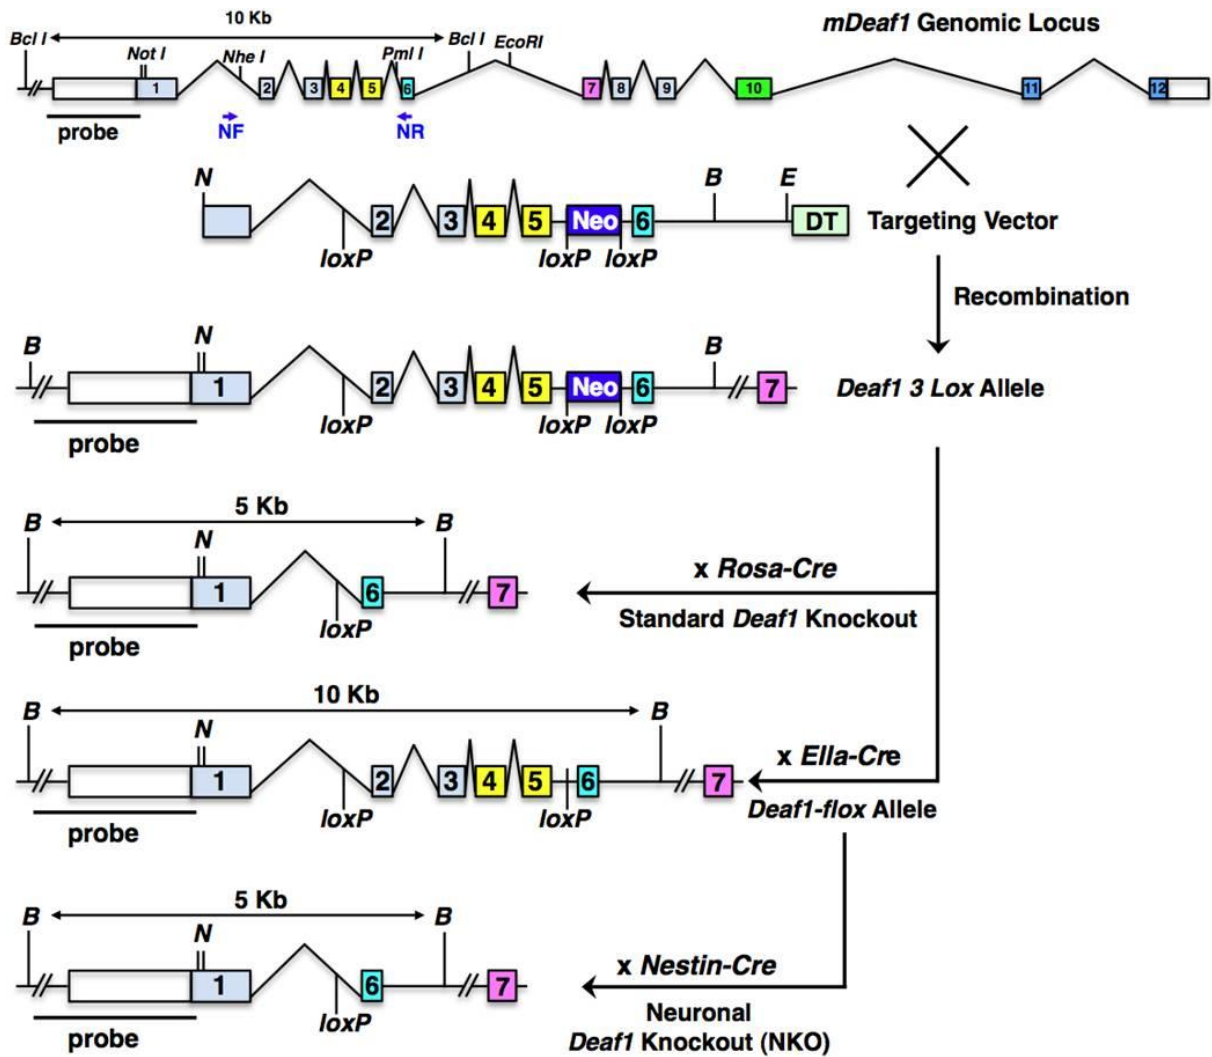 10 Kb
mDeaf1 Genomic Locus
Bcl I
Not I
Nhe I
Pml I
Bcl I
EcoRI
1
2
3
4
5
6
7
8
9
10
11
12
probe
NF
NR
N
B
E
2
3
4
5
Neo
6
DT
Targeting Vector
loxP
loxP
loxP
Recombination
B
N
B
1
2
3
4
5
Neo
6
7
Deaf1 3 Lox Allele
loxP
loxP
loxP
probe
5 Kb
B
B
N
x Rosa-Cre
1
6
7
Standard Deaf1 Knockout
loxP
probe
10 Kb
B
B
N
x Ella-Cre
1
2
3
4
5
6
7
Deaf1-flox Allele
loxP
loxP
probe
5 Kb
B
B
N
x Nestin-Cre
1
6
7
Neuronal
loxP
probe
Deaf1 Knockout (NKO)